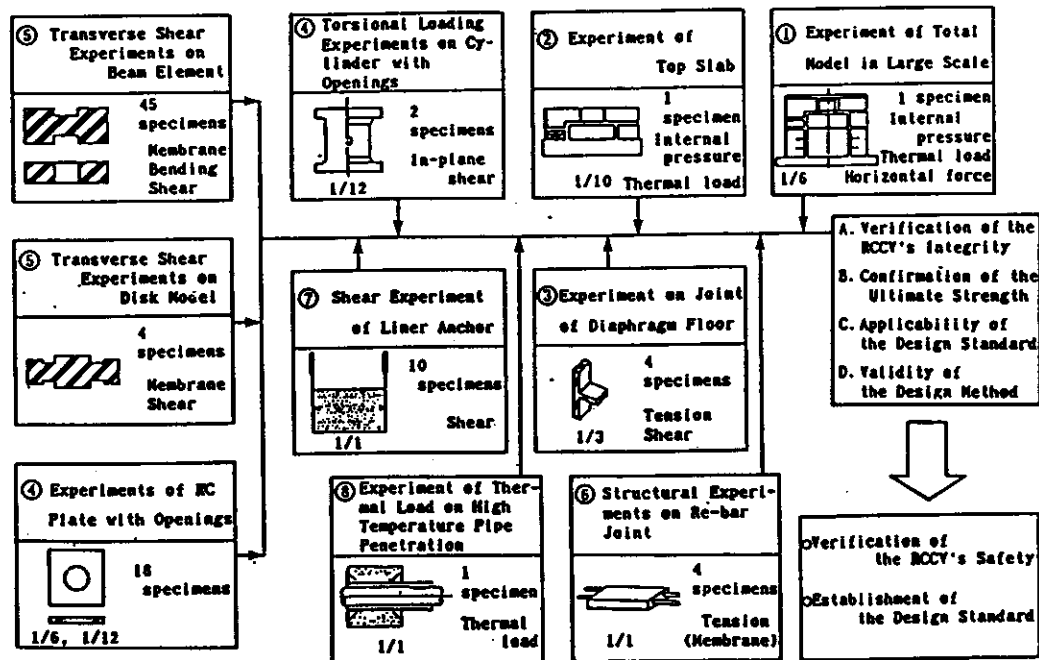 ⑤ Transverse Shear
Experiments on
Beam Element
45
specimens
Membrane
Bending
Shear
④ Torsional Loading
Experiments on Cy-
linder with
Openings
2
specimens
In-plane
shear
1/12
② Experiment of
Top Slab
1
specimen
Internal
pressure
1/10 Thermal load
① Experiment of Total
Model in Large Scale
1 specimen
Internal
pressure
Thermal load
1/6 Horizontal force
⑤ Transverse Shear
Experiments on
Disk Model
4
specimens
Membrane
Shear
⑦ Shear Experiment
of Liner Anchor
10
specimens
Shear
1/1
③ Experiment on Joint
of Diaphragm Floor
4
specimens
Tension
Shear
1/3
A. Verification of the
RCCV's Integrity
B. Confirmation of the
Ultimate Strength
C. Applicability of
the Design Standard
D. Validity of
the Design Method
④ Experiments of RC
Plate with Openings
18
specimens
1/6, 1/12
⑧ Experiment of Ther-
mal Load on High
Temperature Pipe
Penetration
1
specimen
Thermal
load
1/1
⑥ Structural Experi-
ments on Re-bar
Joint
4
specimens
Tension
1/1 (Membrane)
○Verification of
the RCCV's Safety
○Establishment of
the Design Standard